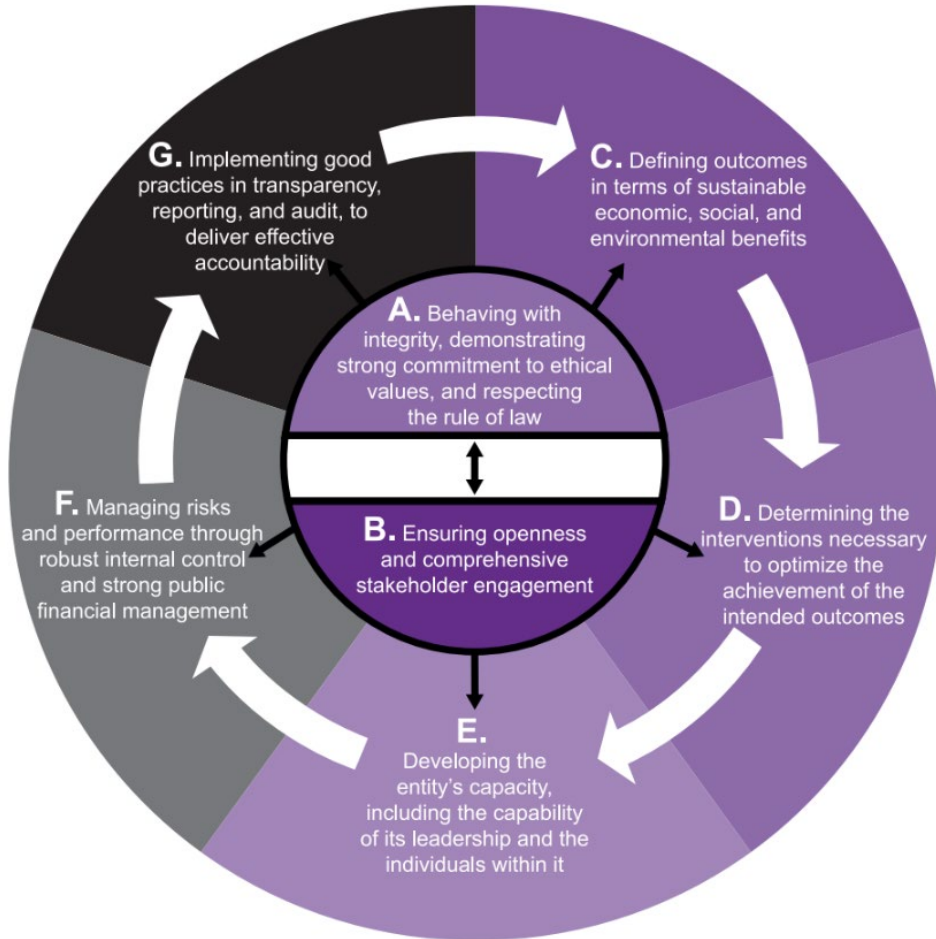 A. Behaving with
integrity, demonstrating
strong commitment to ethical
values, and respecting
the rule of law
B. Ensuring openness
and comprehensive
stakeholder engagement
C. Defining outcomes
in terms of sustainable
economic, social, and
environmental benefits
D. Determining the
interventions necessary
to optimize the
achievement of the
intended outcomes
E.
Developing the
entity's capacity,
including the capability
of its leadership and the
individuals within it
F. Managing risks
and performance through
robust internal control
and strong public
financial management
G. Implementing good
practices in transparency,
reporting, and audit, to
deliver effective
accountability